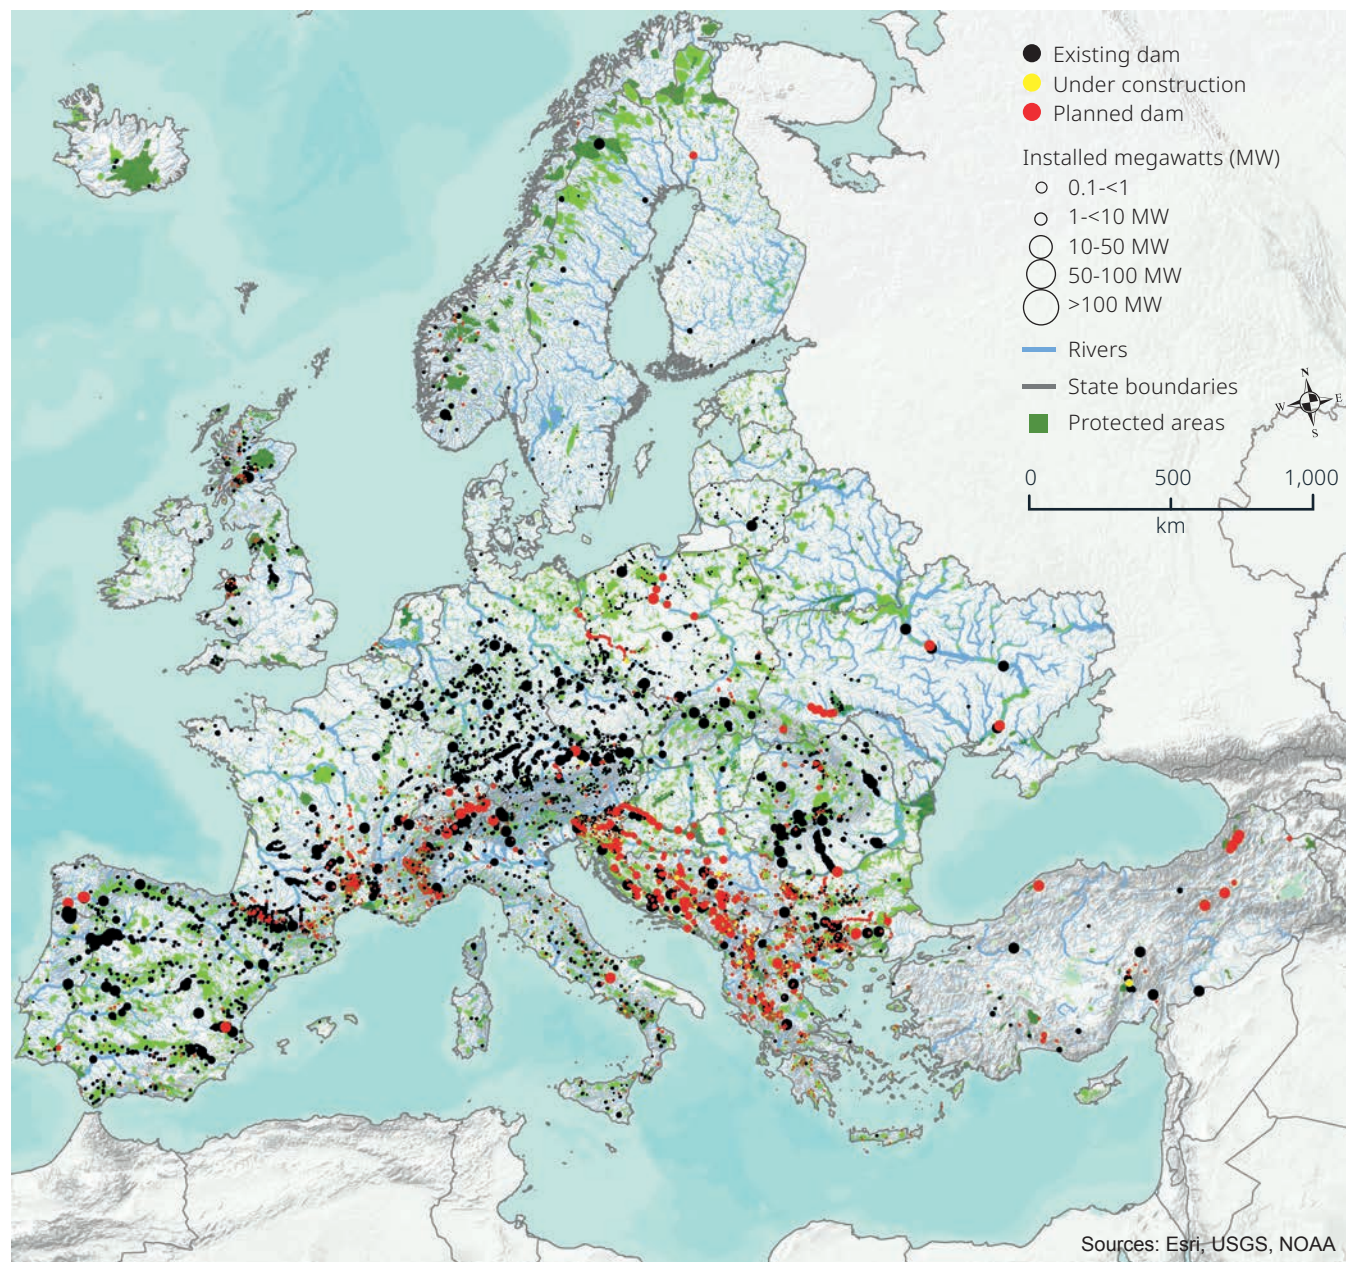 Existing dam
Under construction
Planned dam
Installed megawatts (MW)
0.1-<1
1-<10 MW
10-50 MW
50-100 MW
>100 MW
Rivers
State boundaries
Protected areas
N
W E
S
0 500 1,000
km
Sources: Esri, USGS, NOAA